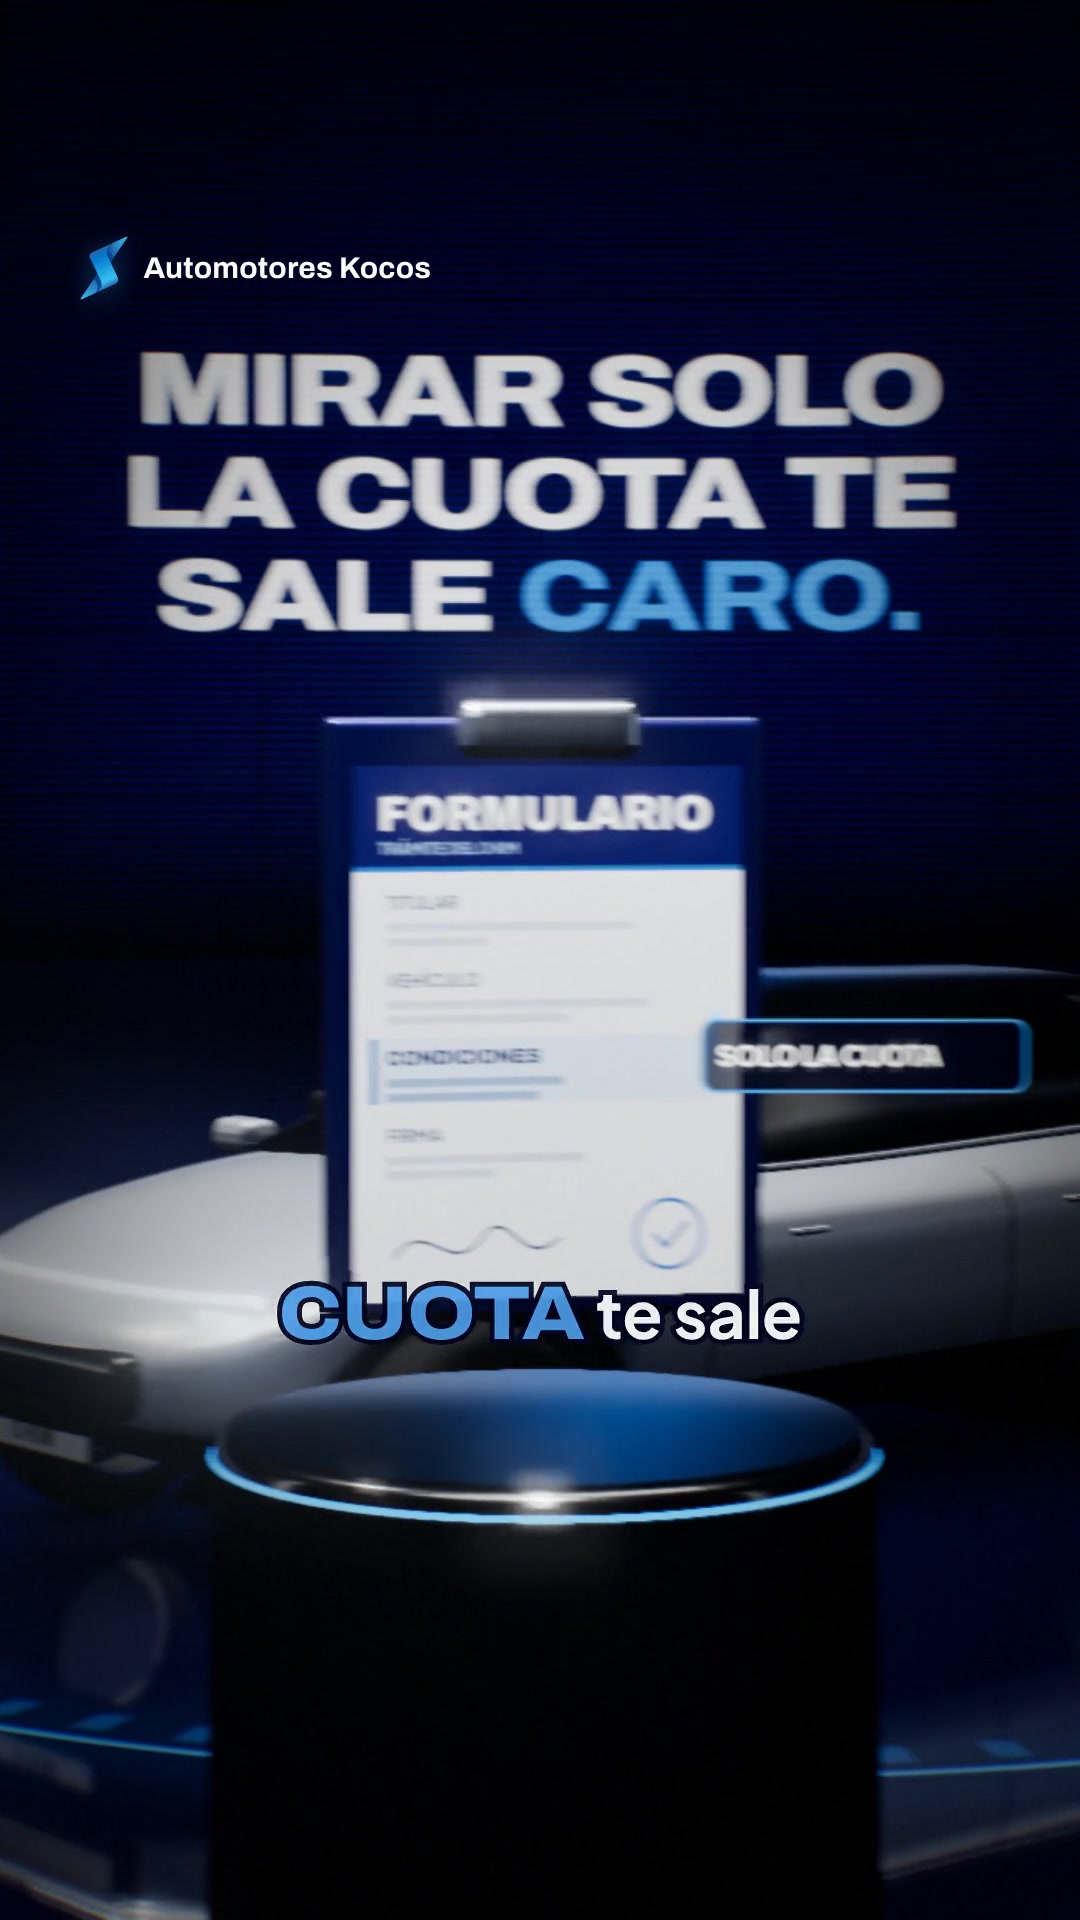 Automotores Kocos
MIRAR SOLO
LA CUOTA TE
SALE CARO.
FORMULARIO
TITULAR
VEHÍCULO
CONDICIONES
SOLO LA CUOTA
FIRMA
CUOTA te sale